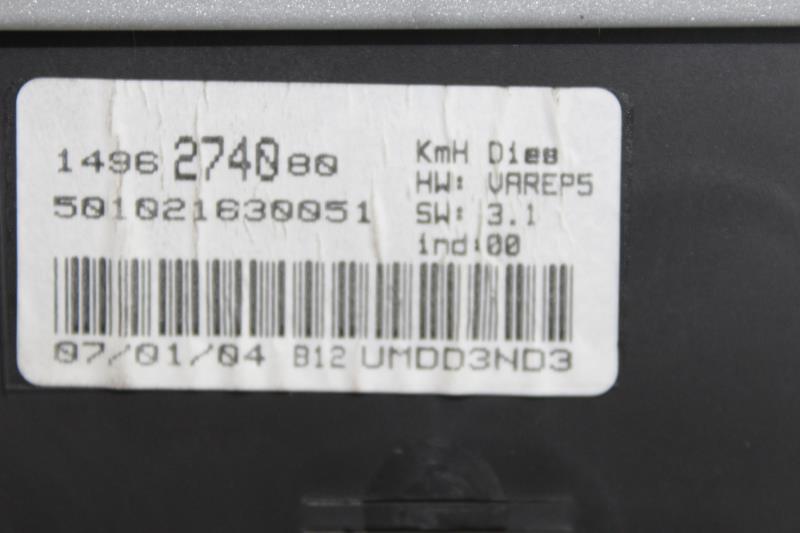 1496 2740 80
501021630051
KmH Dies
HW: VAREP5
SW: 3.1
ind:00
07/01/04 B12 UMDD3ND3